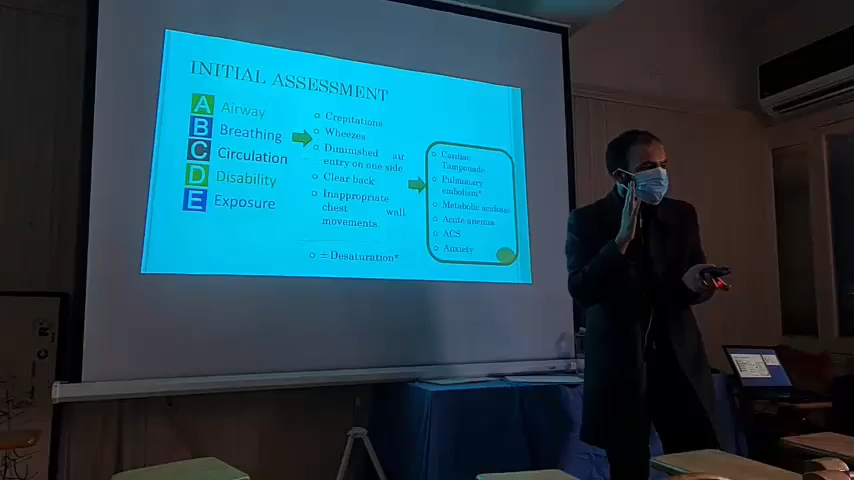 INITIAL ASSESSMENT
A Airway
B Breathing
C Circulation
D Disability
E Exposure
Crepitations
Wheezes
Diminished air
entry on one side
Clear back
Inappropriate
chest wall
movements
± Desaturation*
Cardiac
Tamponade
Pulmonary
embolism*
Metabolic acidosis
Acute anemia
ACS
Anxiety